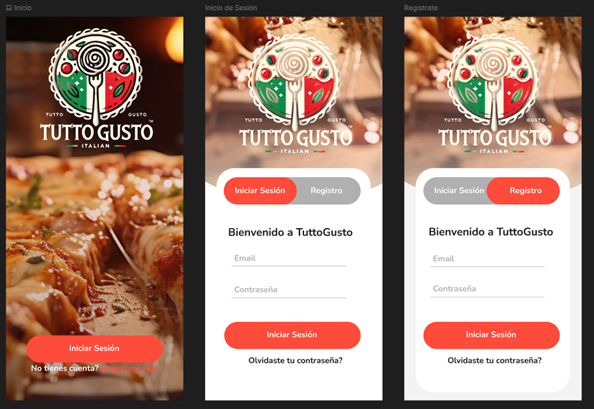 Inicio
TUTTO
GUSTO
TUTTO GUSTO
TM
ITALIAN
Iniciar Sesión
No tienes cuenta?
Inicio de Sesión
TUTTO
GUSTO
TUTTO GUSTO
ITALIAN
Iniciar Sesión
Registro
Bienvenido a TuttoGusto
Email
Contraseña
Iniciar Sesión
Olvidaste tu contraseña?
Registrate
TUTTO
GUSTO
TUTTO GUSTO
ITALIAN
Iniciar Sesión
Registro
Bienvenido a TuttoGusto
Email
Contraseña
Iniciar Sesión
Olvidaste tu contraseña?